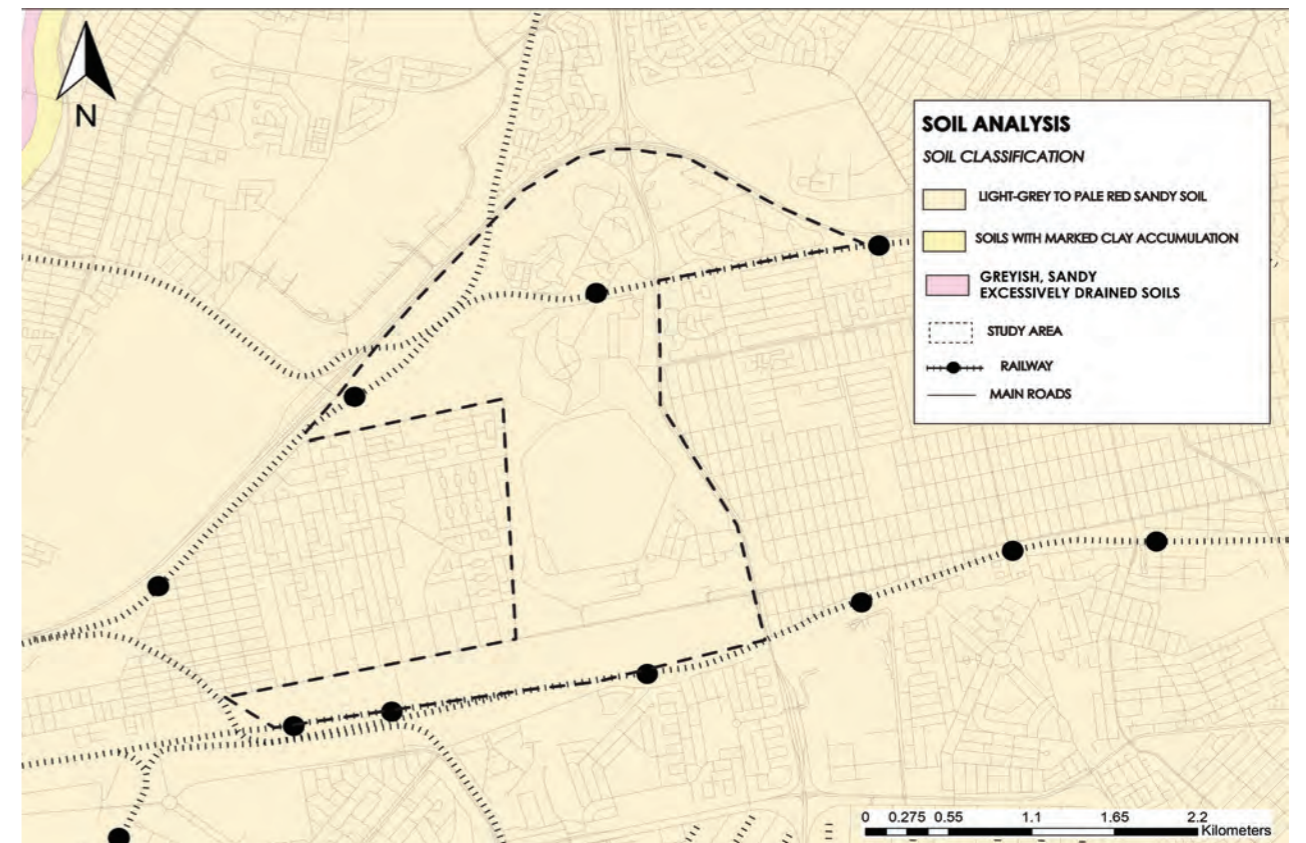 N
SOIL ANALYSIS
SOIL CLASSIFICATION
LIGHT-GREY TO PALE RED SANDY SOIL
SOILS WITH MARKED CLAY ACCUMULATION
GREYISH, SANDY
EXCESSIVELY DRAINED SOILS
STUDY AREA
RAILWAY
MAIN ROADS
0 0.275 0.55 1.1 1.65 2.2
Kilometers